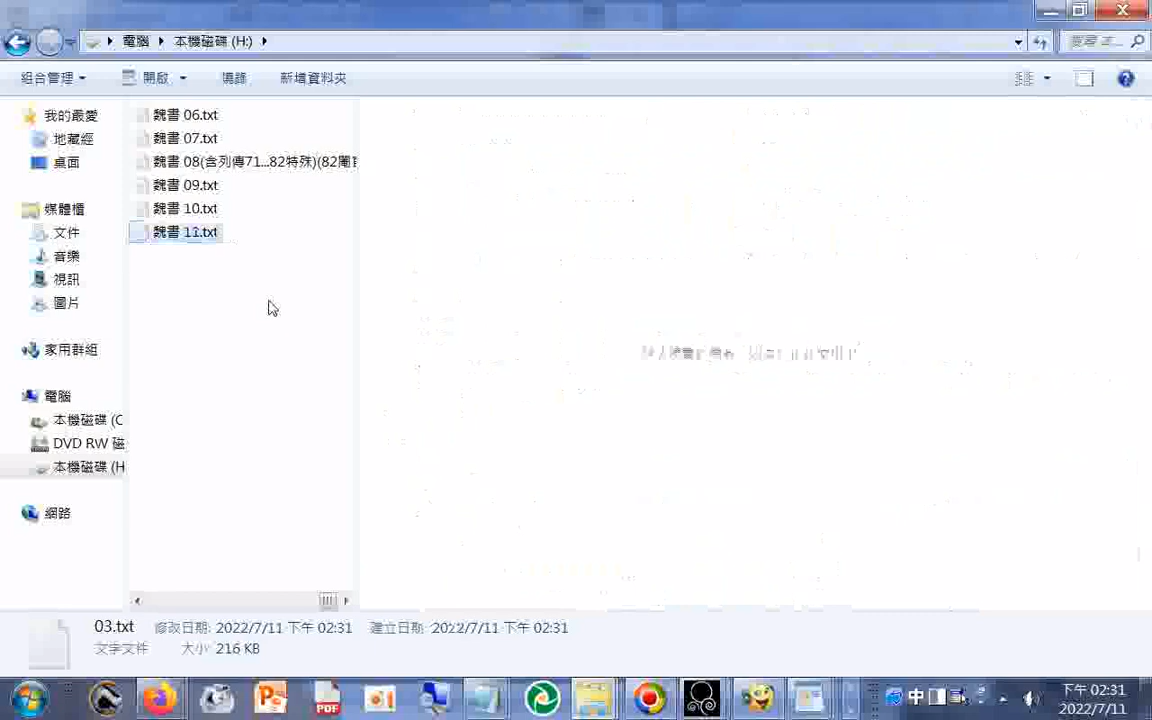 電腦 本機磁碟 (H:)
組合管理 開啟 燒錄 新增資料夾
我的最愛
地藏經
桌面
媒體櫃
文件
音樂
視訊
圖片
家用群組
電腦
本機磁碟 (C
DVD RW 磁
本機磁碟 (H
網路
魏書 06.txt
魏書 07.txt
魏書 08(含列傳71...82特殊)(82闕
魏書 09.txt
魏書 10.txt
魏書 11.txt
03.txt 修改日期: 2022/7/11 下午 02:31 建立日期: 2022/7/11 下午 02:31
文字文件 大小: 216 KB
中
下午 02:31
2022/7/11